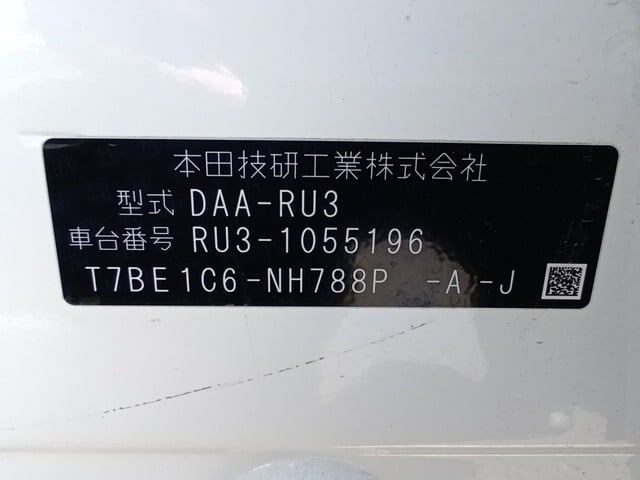 本田技研工業株式会社
型式 DAA-RU3
車台番号 RU3-1055196
T7BE1C6-NH788P -A-J